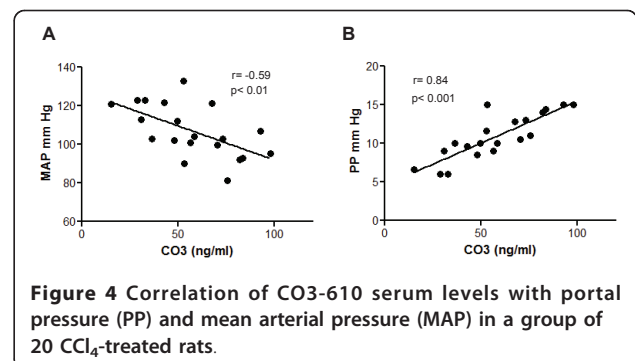 A
B
r= -0.59
p< 0.01
r= 0.84
p< 0.001
MAP mm Hg
140
120
100
80
60
0
50
100
CO3 (ng/ml)
PP mm Hg
20
15
10
5
0
0
50
100
CO3 (ng/ml)
Figure 4 Correlation of CO3-610 serum levels with portal
pressure (PP) and mean arterial pressure (MAP) in a group of
20 CCl₄-treated rats.